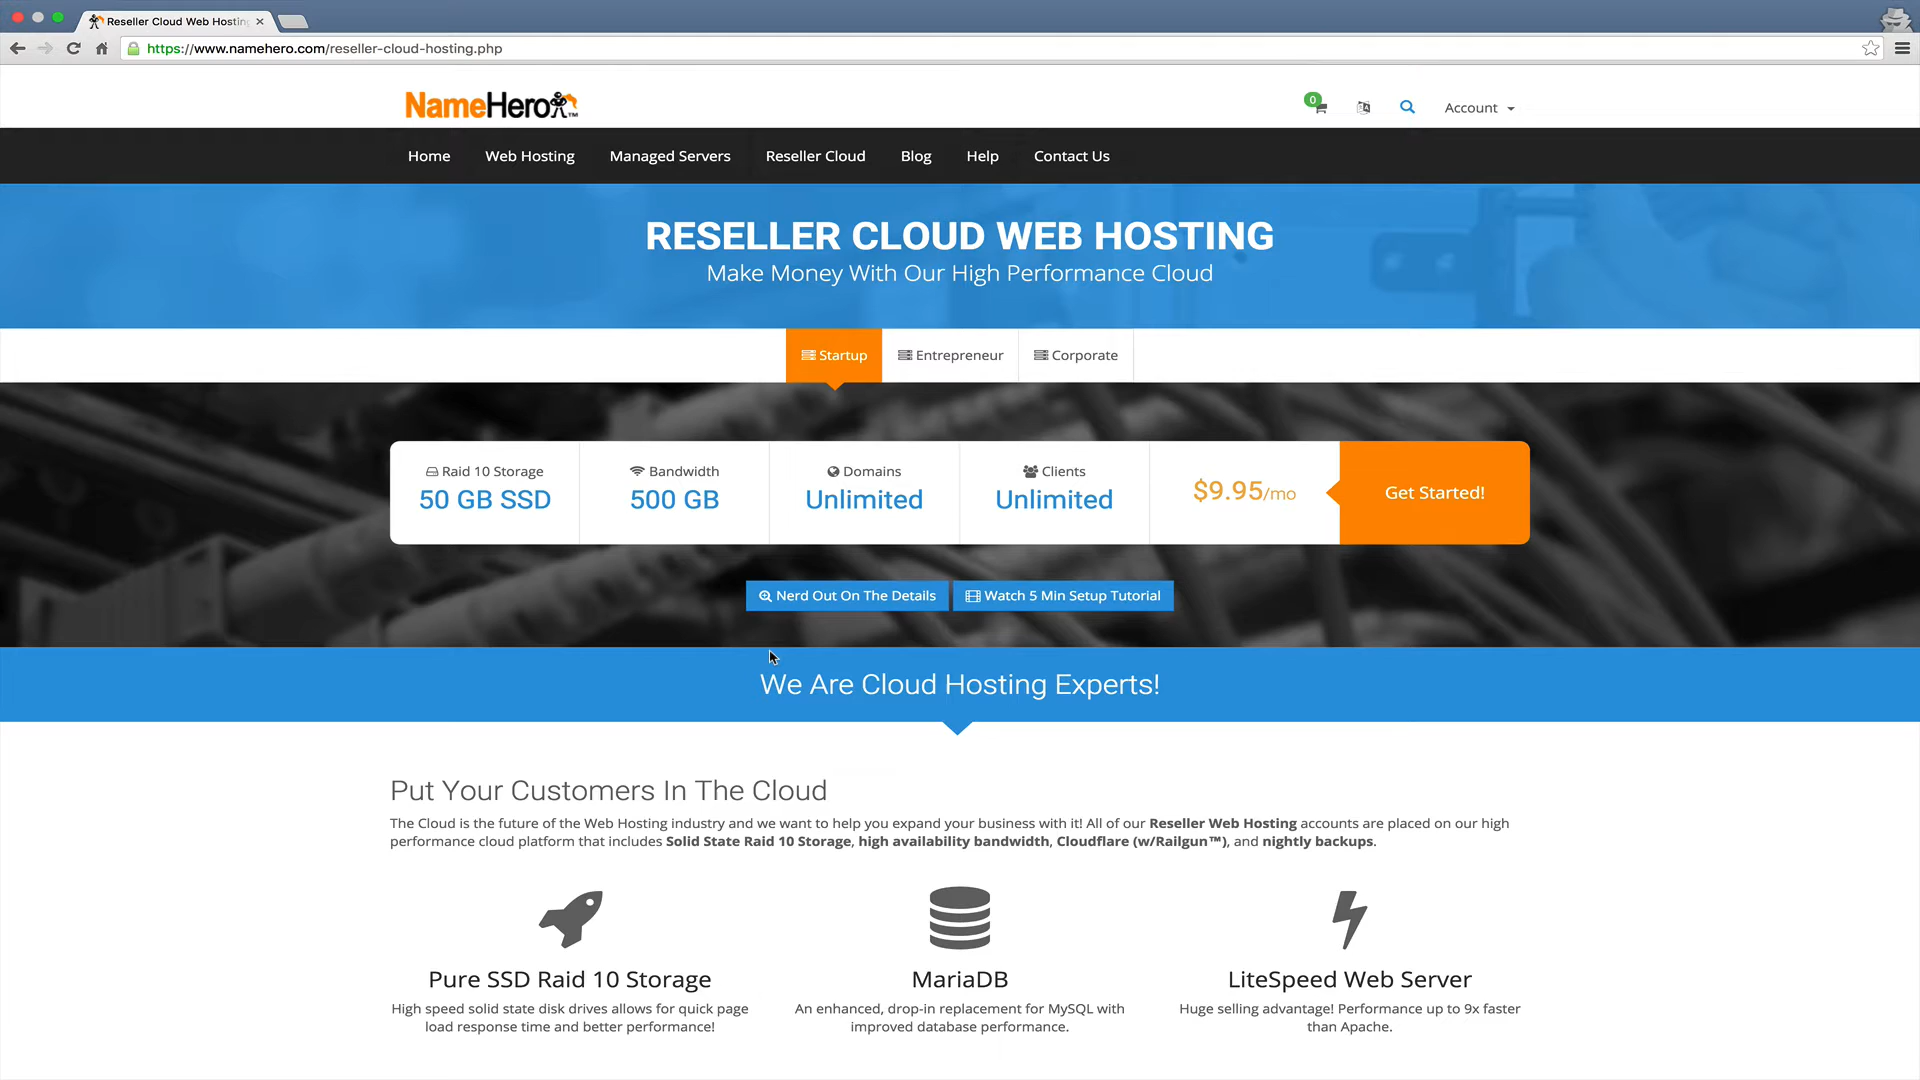 Reseller Cloud Web Hosting
https://www.namehero.com/reseller-cloud-hosting.php
NameHero™
0
Account
Home Web Hosting Managed Servers Reseller Cloud Blog Help Contact Us
RESELLER CLOUD WEB HOSTING
Make Money With Our High Performance Cloud
Startup Entrepreneur Corporate
Raid 10 Storage Bandwidth Domains Clients
50 GB SSD 500 GB Unlimited Unlimited $9.95/mo Get Started!
Nerd Out On The Details Watch 5 Min Setup Tutorial
We Are Cloud Hosting Experts!
Put Your Customers In The Cloud
The Cloud is the future of the Web Hosting industry and we want to help you expand your business with it! All of our Reseller Web Hosting accounts are placed on our high
performance cloud platform that includes Solid State Raid 10 Storage, high availability bandwidth, Cloudflare (w/Railgun™), and nightly backups.
Pure SSD Raid 10 Storage
High speed solid state disk drives allows for quick page
load response time and better performance!
MariaDB
An enhanced, drop-in replacement for MySQL with
improved database performance.
LiteSpeed Web Server
Huge selling advantage! Performance up to 9x faster
than Apache.